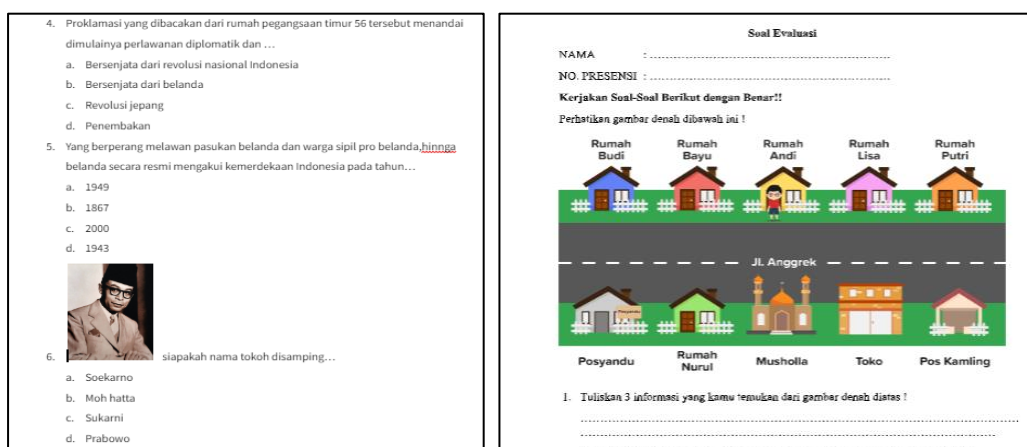 4. Proklamasi yang dibacakan dari rumah pegangsaan timur 56 tersebut menandai
dimulainya perlawanan diplomatik dan …
a. Bersenjata dari revolusi nasional Indonesia
b. Bersenjata dari belanda
c. Revolusi jepang
d. Penembakan
5. Yang berperang melawan pasukan belanda dan warga sipil pro belanda,hinnga
belanda secara resmi mengakui kemerdekaan Indonesia pada tahun…
a. 1949
b. 1867
c. 2000
d. 1943
6. siapakah nama tokoh disamping…
a. Soekarno
b. Moh hatta
c. Sukarni
d. Prabowo
Soal Evaluasi
NAMA :
NO. PRESENSI :
Kerjakan Soal-Soal Berikut dengan Benar!!
Perhatikan gambar denah dibawah ini !
Rumah Budi
Rumah Bayu
Rumah Andi
Rumah Lisa
Rumah Putri
Jl. Anggrek
Posyandu
Posyandu
Rumah Nurul
Musholla
Toko
Pos Kamling
1. Tuliskan 3 informasi yang kamu temukan dari gambar denah diatas !